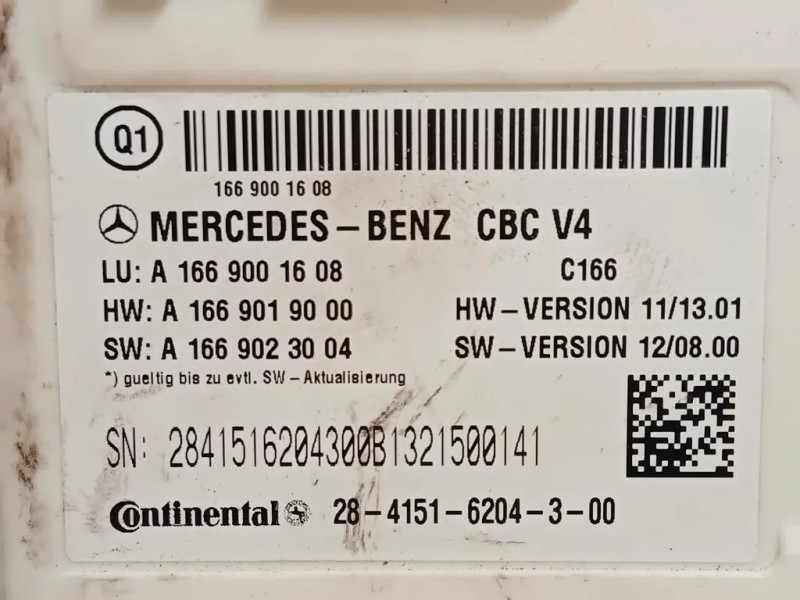 Q1
166 900 16 08
MERCEDES-BENZ CBC V4
LU: A 166 900 16 08 C166
HW: A 166 901 90 00 HW-VERSION 11/13.01
SW: A 166 902 30 04 SW-VERSION 12/08.00
*) gueltig bis zu evtl. SW-Aktualisierung
SN: 284151620430​0B1321500141
Continental 28-4151-6204-3-00